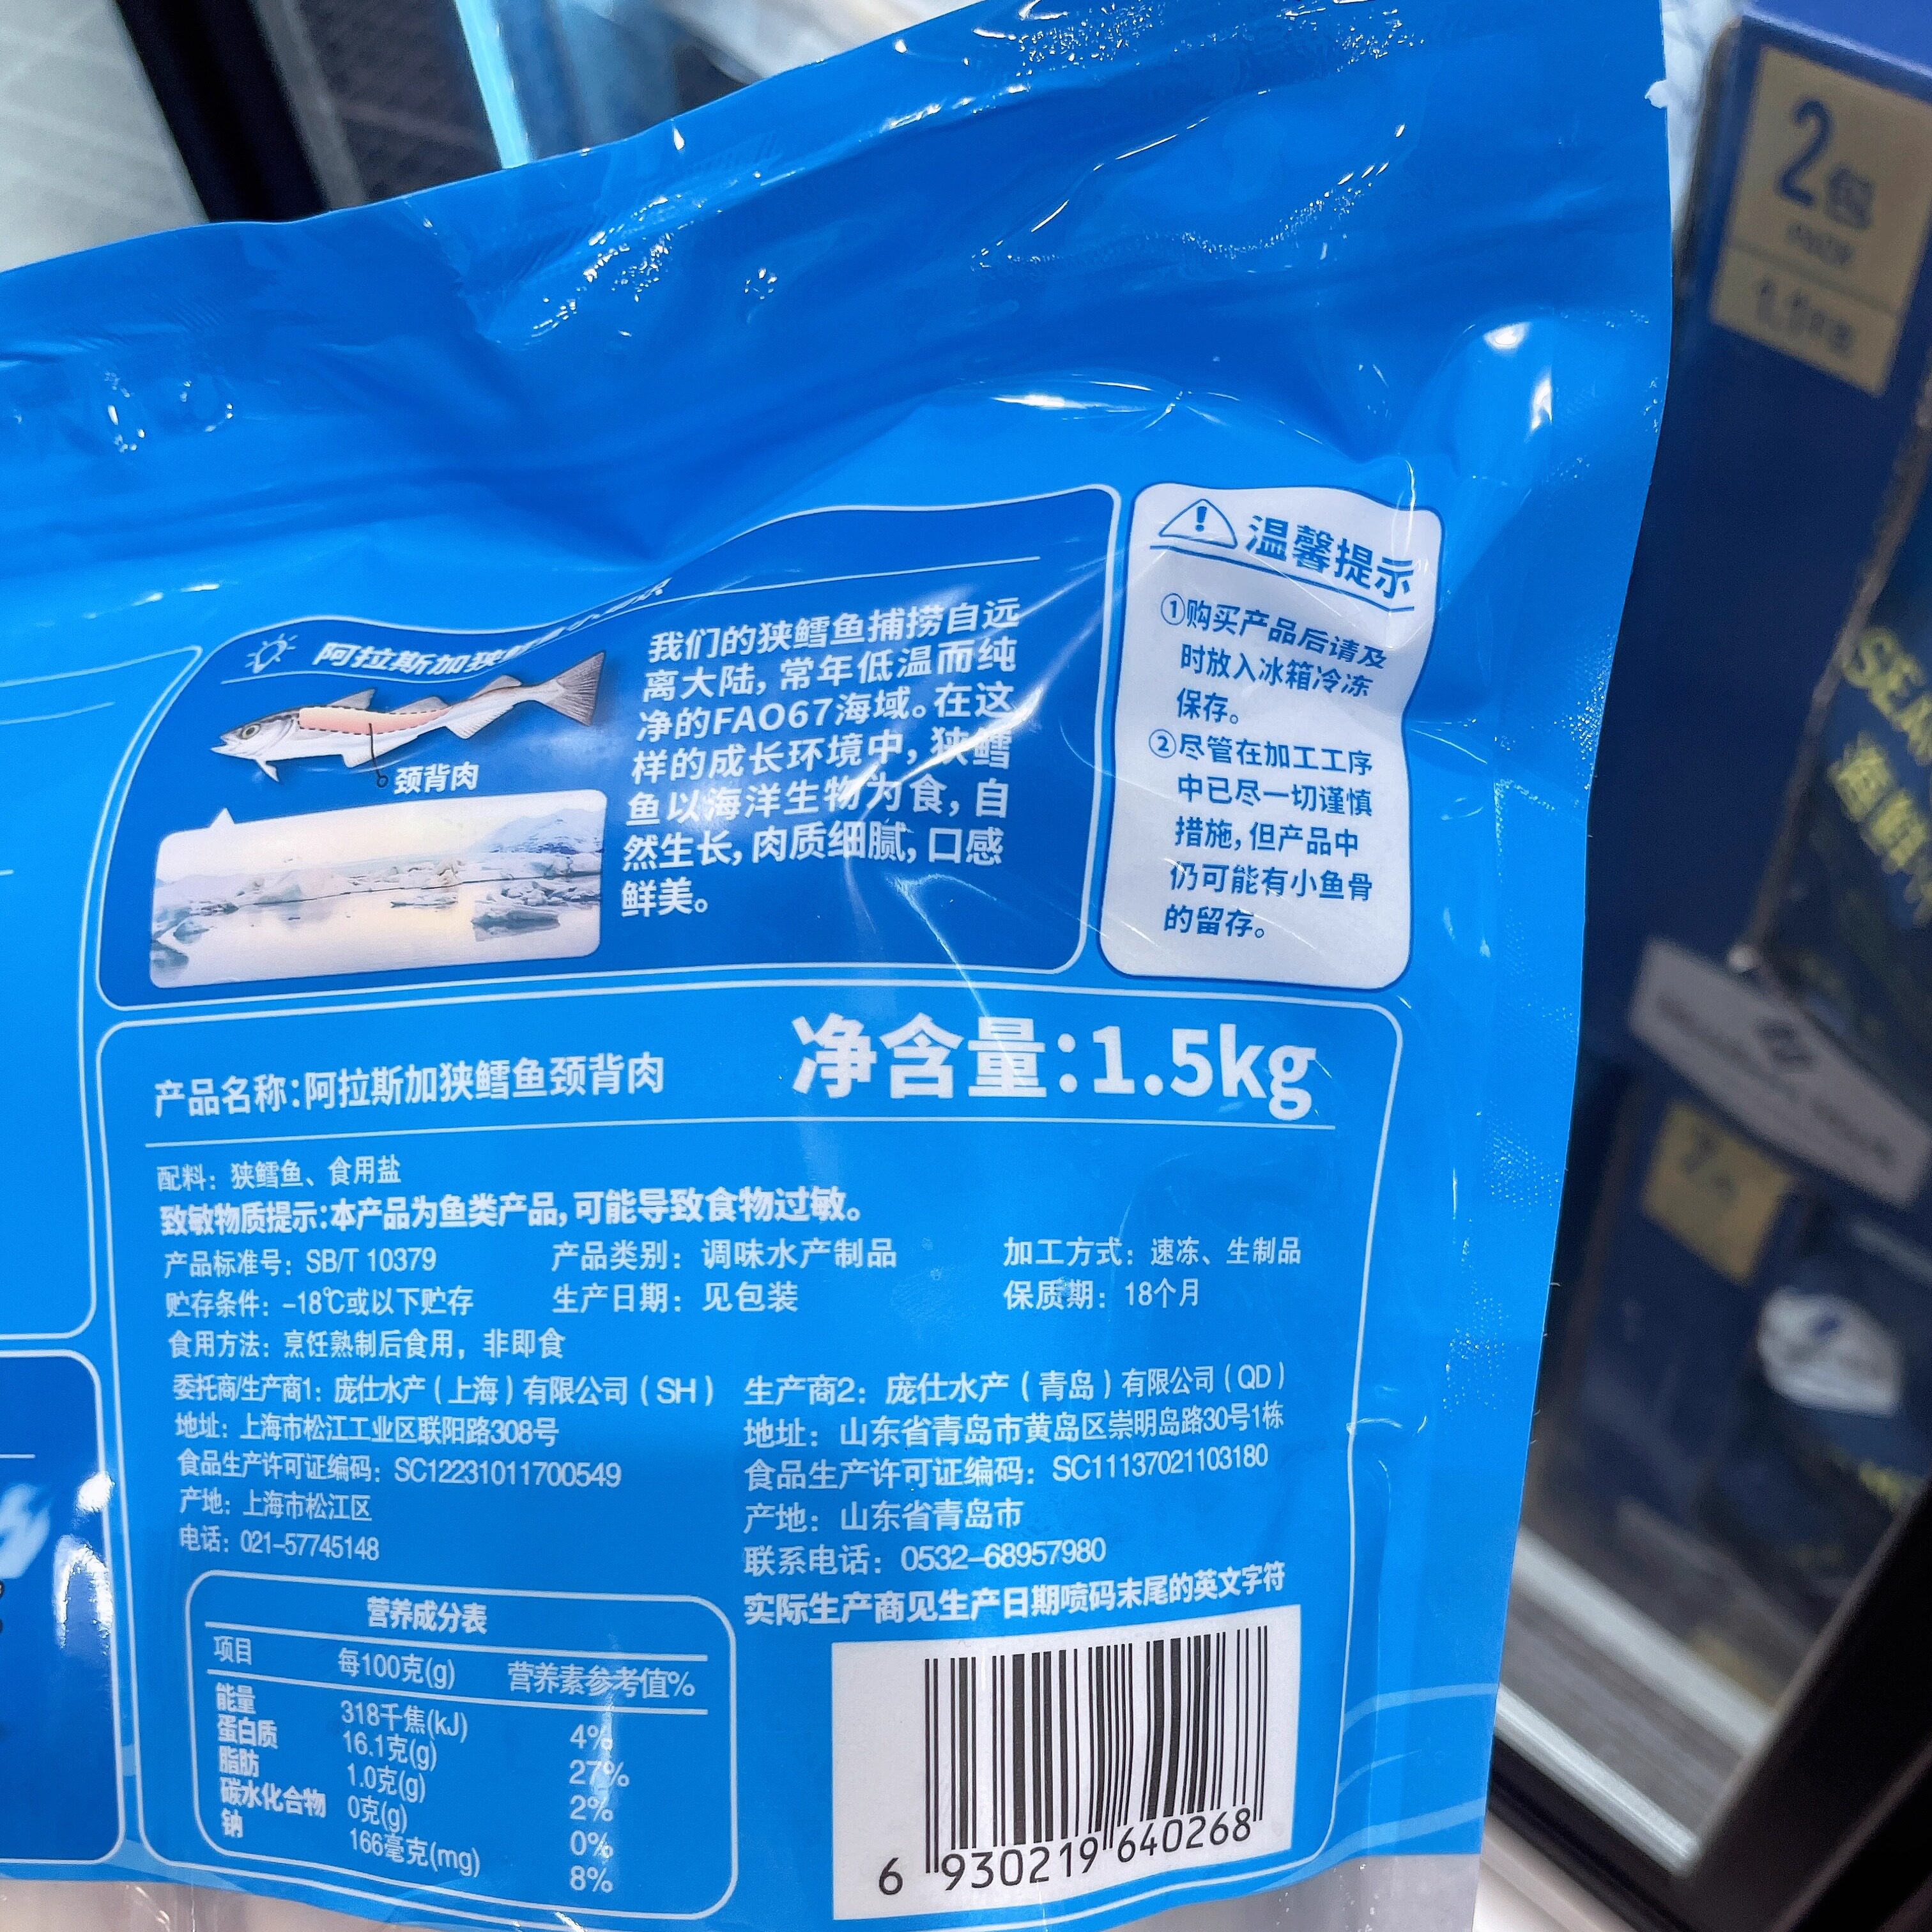 阿拉斯加狭
颈背肉
我们的狭鳕鱼捕捞自远
离大陆，常年低温而纯
净的FAO67海域。在这
样的成长环境中，狭鳕
鱼以海洋生物为食，自
然生长，肉质细腻，口感
鲜美。
温馨提示
①购买产品后请及
时放入冰箱冷冻
保存。
②尽管在加工工序
中已尽一切谨慎
措施，但产品中
仍可能有小鱼骨
的留存。
产品名称：阿拉斯加狭鳕鱼颈背肉
净含量：1.5kg
配料：狭鳕鱼、食用盐
致敏物质提示：本产品为鱼类产品，可能导致食物过敏。
产品标准号：SB/T 10379 产品类别：调味水产制品 加工方式：速冻、生制品
贮存条件：-18℃或以下贮存 生产日期：见包装 保质期：18个月
食用方法：烹饪熟制后食用，非即食
委托商/生产商1：庞仕水产（上海）有限公司（SH）
地址：上海市松江工业区联阳路308号
食品生产许可证编码：SC12231011700549
产地：上海市松江区
电话：021-57745148
生产商2：庞仕水产（青岛）有限公司（QD）
地址：山东省青岛市黄岛区崇明岛路30号1栋
食品生产许可证编码：SC11137021103180
产地：山东省青岛市
联系电话：0532-68957980
实际生产商见生产日期喷码末尾的英文字符
营养成分表
项目 每100克(g) 营养素参考值%
能量 318千焦(kJ) 4%
蛋白质 16.1克(g) 27%
脂肪 1.0克(g) 2%
碳水化合物 0克(g) 0%
钠 166毫克(mg) 8%
6 930219 640268
2包